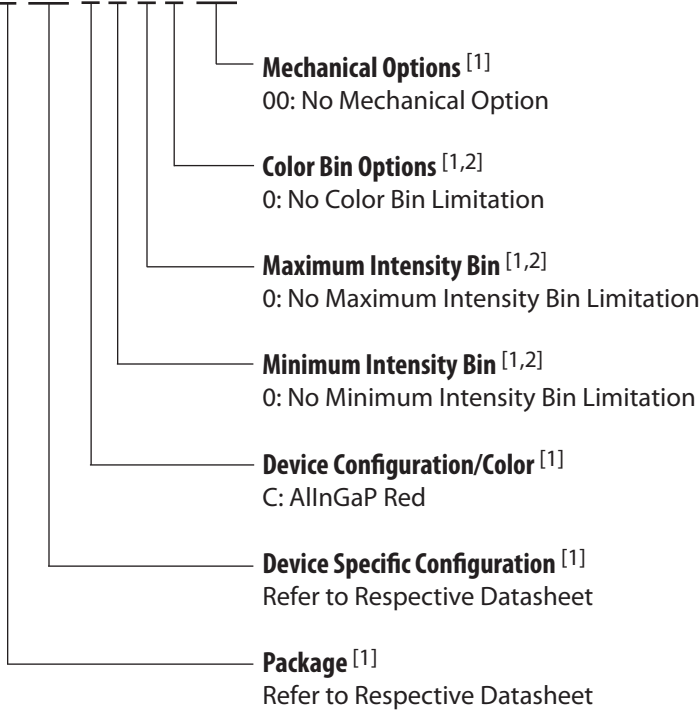 Mechanical Options [1]
00: No Mechanical Option
Color Bin Options [1,2]
0: No Color Bin Limitation
Maximum Intensity Bin [1,2]
0: No Maximum Intensity Bin Limitation
Minimum Intensity Bin [1,2]
0: No Minimum Intensity Bin Limitation
Device Configuration/Color [1]
C: AlInGaP Red
Device Specific Configuration [1]
Refer to Respective Datasheet
Package [1]
Refer to Respective Datasheet